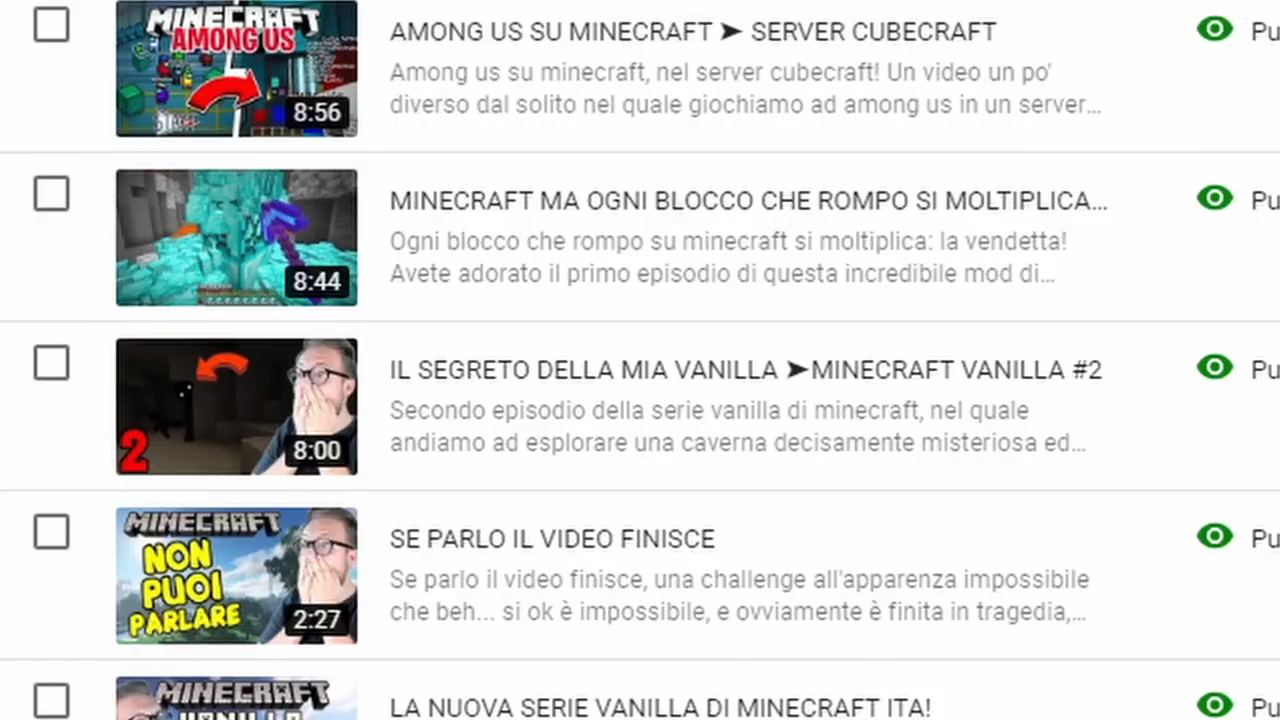 MINECRAFT
AMONG US
8:56
AMONG US SU MINECRAFT ➤ SERVER CUBECRAFT
Among us su minecraft, nel server cubecraft! Un video un po'
diverso dal solito nel quale giochiamo ad among us in un server...
Pu
8:44
MINECRAFT MA OGNI BLOCCO CHE ROMPO SI MOLTIPLICA...
Ogni blocco che rompo su minecraft si moltiplica: la vendetta!
Avete adorato il primo episodio di questa incredibile mod di...
Pu
2
8:00
IL SEGRETO DELLA MIA VANILLA ➤MINECRAFT VANILLA #2
Secondo episodio della serie vanilla di minecraft, nel quale
andiamo ad esplorare una caverna decisamente misteriosa ed...
Pu
MINECRAFT
NON
PUOI
PARLARE
2:27
SE PARLO IL VIDEO FINISCE
Se parlo il video finisce, una challenge all'apparenza impossibile
che beh... si ok è impossibile, e ovviamente è finita in tragedia,...
Pu
MINECRAFT
VANILLA
LA NUOVA SERIE VANILLA DI MINECRAFT ITA!
Pu